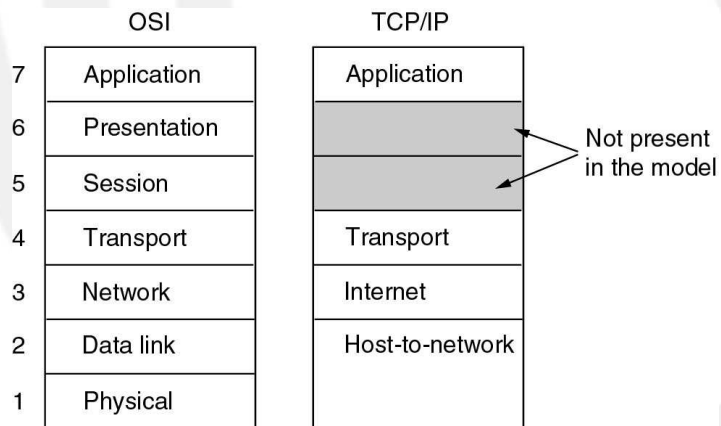 OSI TCP/IP
7 Application Application
6 Presentation
Not present
in the model
5 Session
4 Transport Transport
3 Network Internet
2 Data link Host-to-network
1 Physical